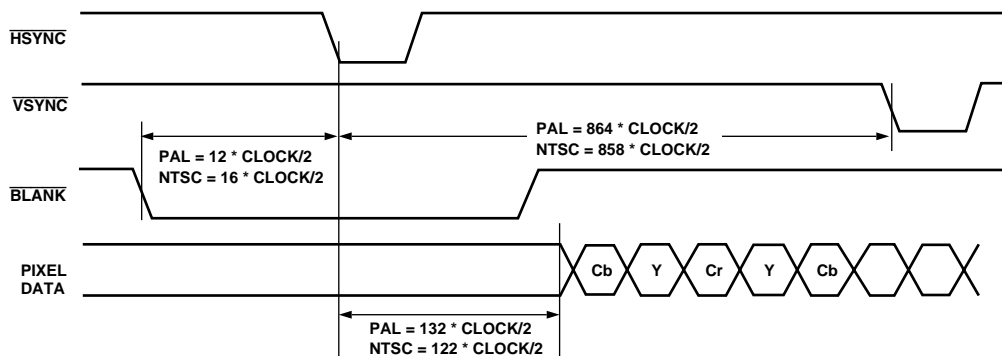 HSYNC
VSYNC
PAL = 864 * CLOCK/2
NTSC = 858 * CLOCK/2
PAL = 12 * CLOCK/2
NTSC = 16 * CLOCK/2
BLANK
PIXEL
DATA
Cb
Y
Cr
Y
Cb
PAL = 132 * CLOCK/2
NTSC = 122 * CLOCK/2